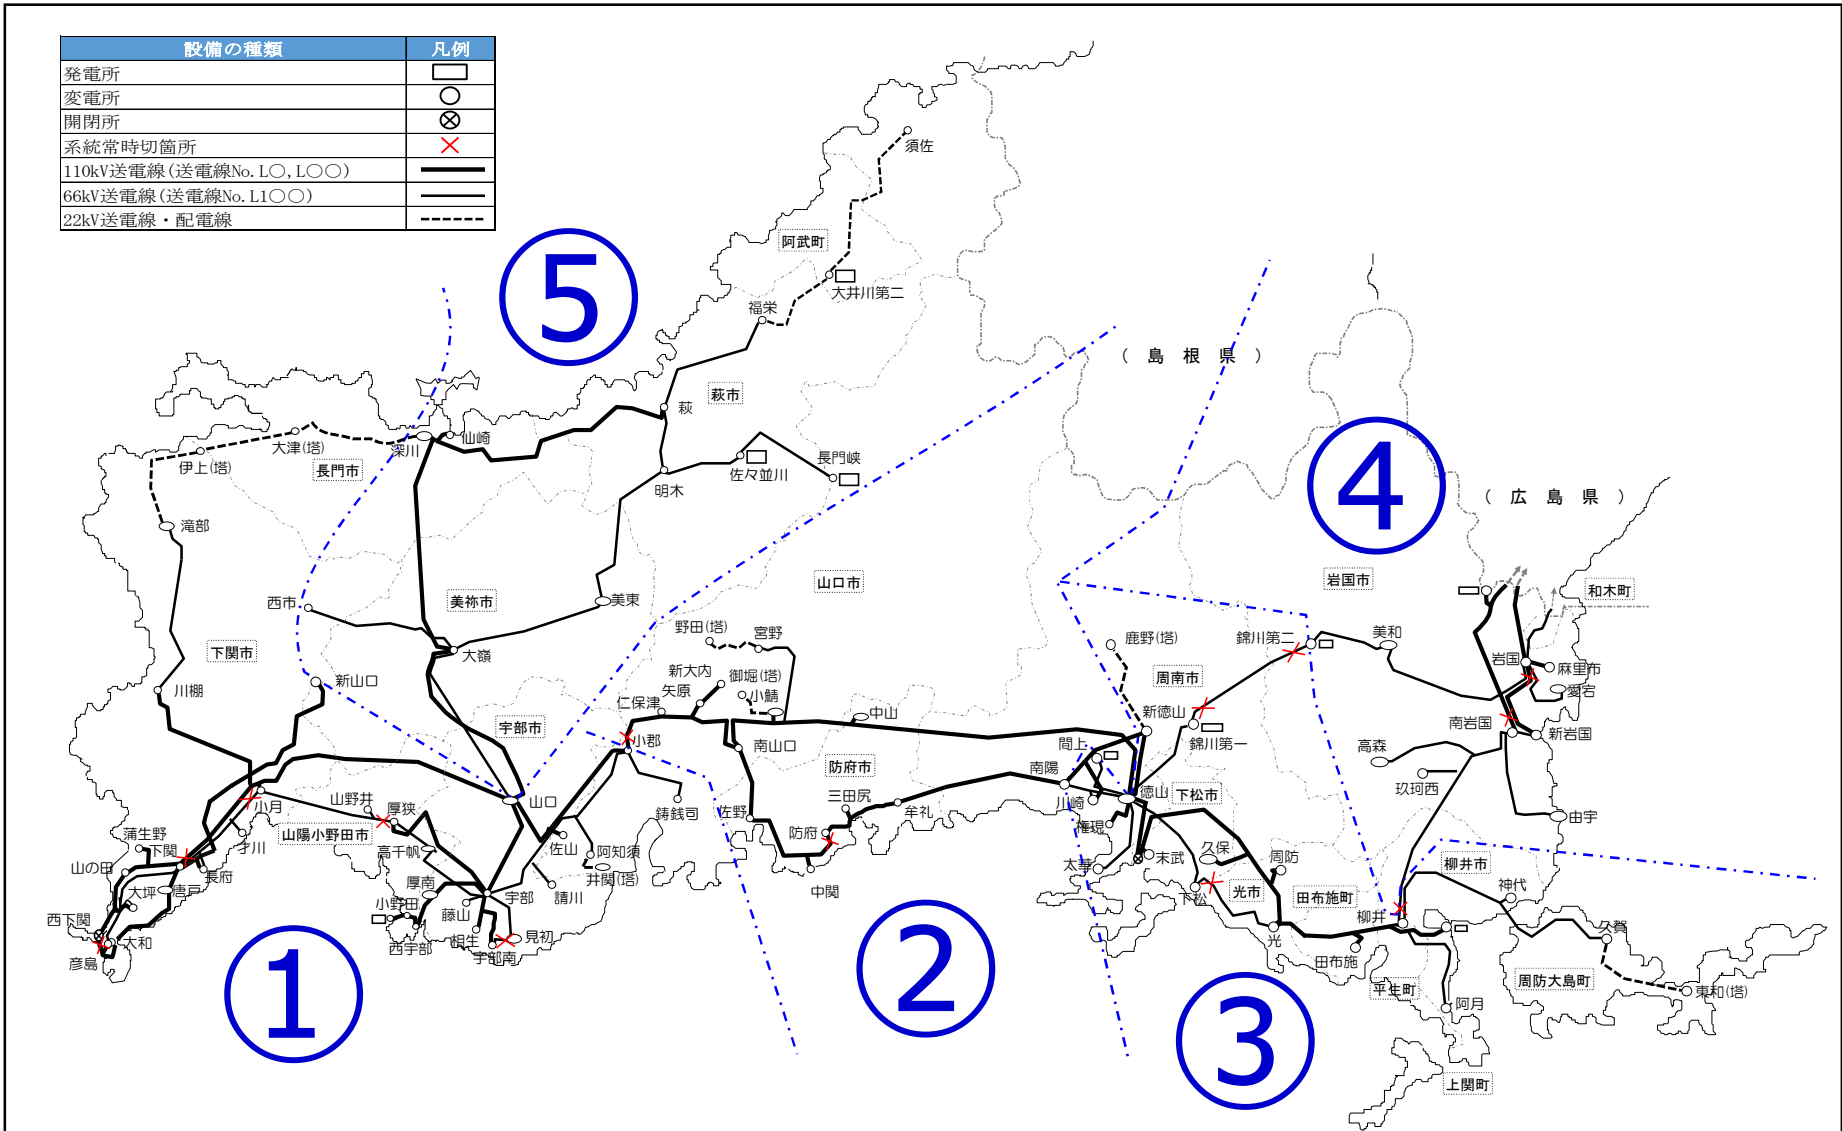 設備の種類 凡例
発電所
変電所
開閉所
系統常時切箇所
110kV送電線(送電線No.L〇,L〇〇)
66kV送電線(送電線No.L1〇〇)
22kV送電線・配電線
須佐
阿武町
⑤
大井川第二
福栄
( 島 根 県 )
萩市
萩
仙崎
大津(塔)
深川
伊上(塔)
長門市
佐々並川
長門峡
明木
④
( 広 島 県 )
滝部
岩国市
和木町
山口市
西市
美祢市
美東
野田(塔)
宮野
鹿野(塔)
錦川第二
美和
下関市
大嶺
岩国
麻里布
新大内
御堀(塔)
周南市
愛宕
新山口
川棚
矢原
小鯖
仁保津
中山
新徳山
南岩国
新岩国
宇部市
小郡
南山口
間上
錦川第一
高森
防府市
南陽
玖珂西
小月
山野井
厚狭
山口
鋳銭司
佐野
三田尻
牟礼
川崎
徳山
下松市
由宇
蒲生野
下関
山陽小野田市
才川
高千帆
佐山
阿知須
防府
権現
久保
周防
柳井市
山の田
長府
太華
末武
大坪
唐戸
厚南
井関(塔)
中関
下松
光市
田布施町
神代
西下関
小野田
藤山
宇部
請川
柳井
久賀
大和
西宇部
相生
宇部南
見初
光
田布施
彦島
①
②
平生町
周防大島町
東和(塔)
③
阿月
上関町